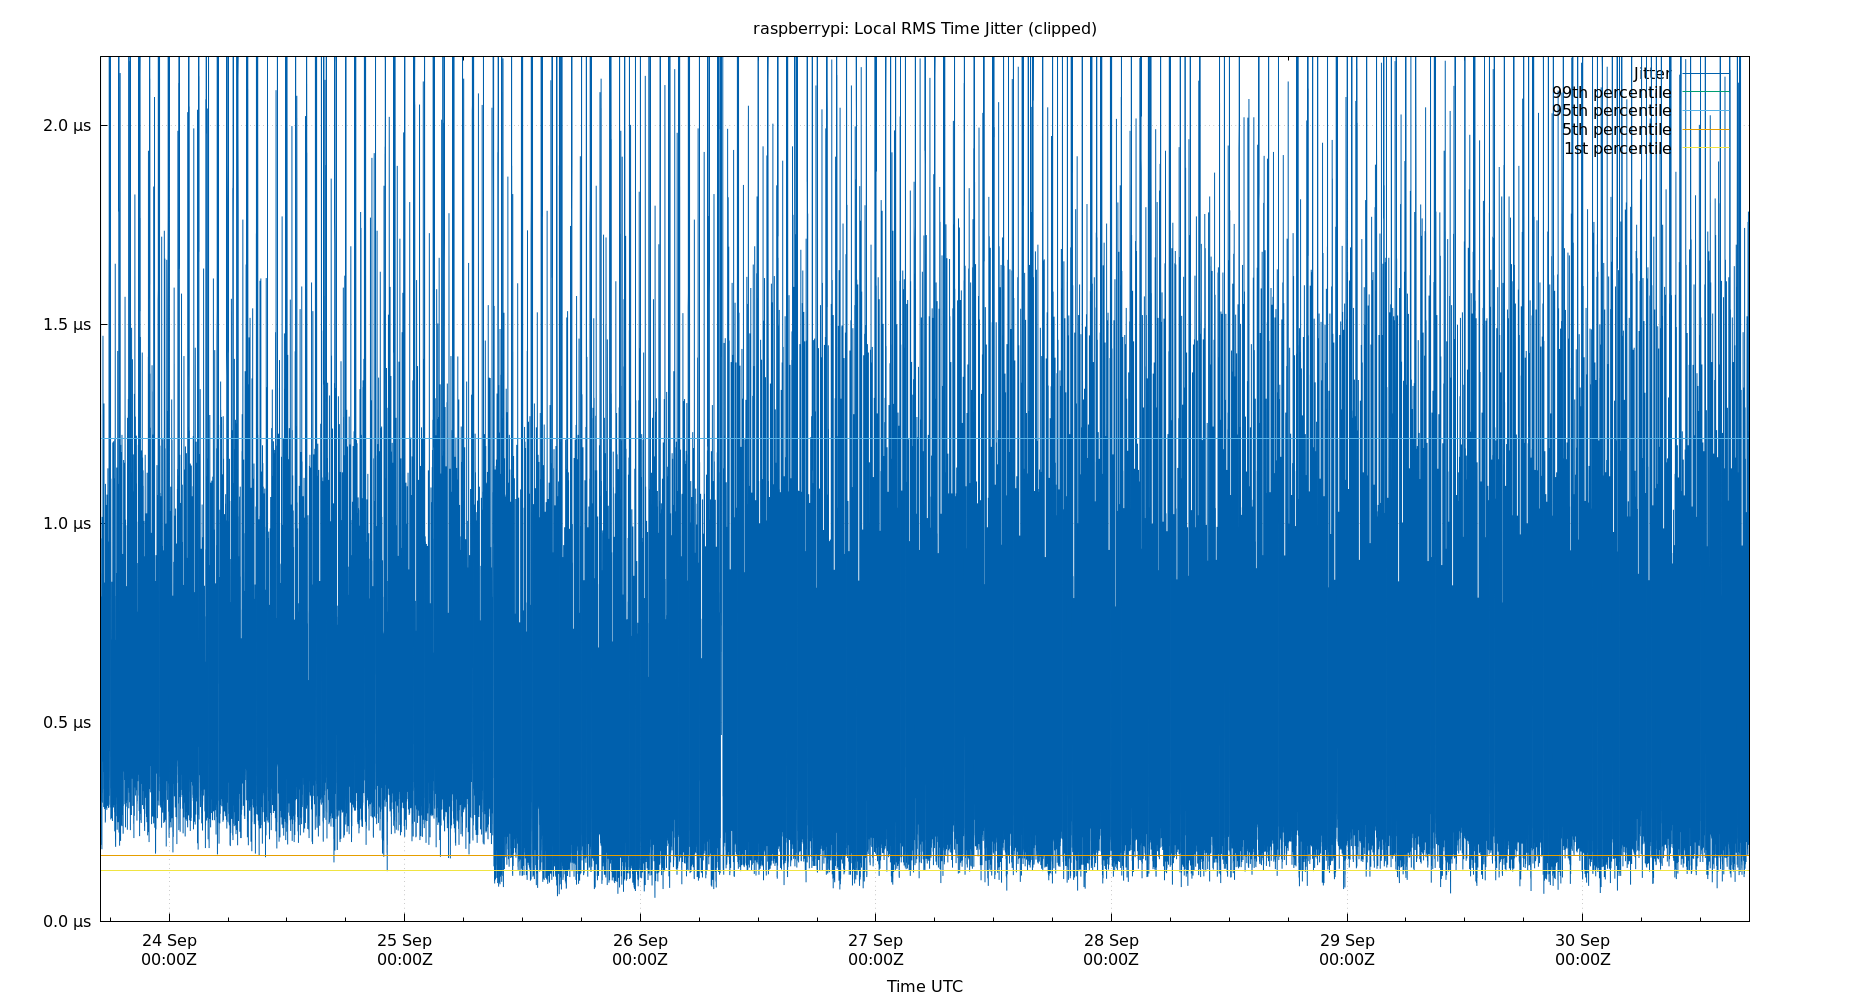 raspberrypi: Local RMS Time Jitter (clipped)
Jitter
99th percentile
95th percentile
5th percentile
1st percentile
2.0 µs
1.5 µs
1.0 µs
0.5 µs
0.0 µs
24 Sep 25 Sep 26 Sep 27 Sep 28 Sep 29 Sep 30 Sep
00:00Z 00:00Z 00:00Z 00:00Z 00:00Z 00:00Z 00:00Z
Time UTC